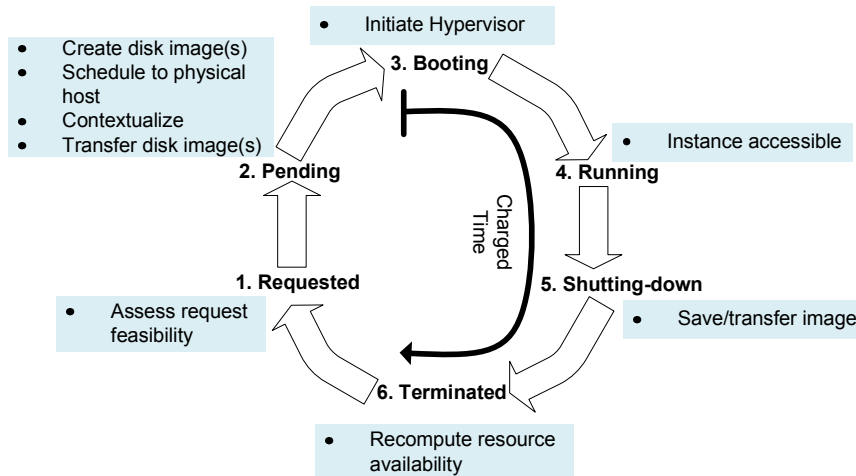 • Initiate Hypervisor
3. Booting
• Create disk image(s)
• Schedule to physical
host
• Contextualize
• Transfer disk image(s)
2. Pending
• Instance accessible
4. Running
Charged
Time
1. Requested
• Assess request
feasibility
5. Shutting-down
• Save/transfer image
6. Terminated
• Recompute resource
availability